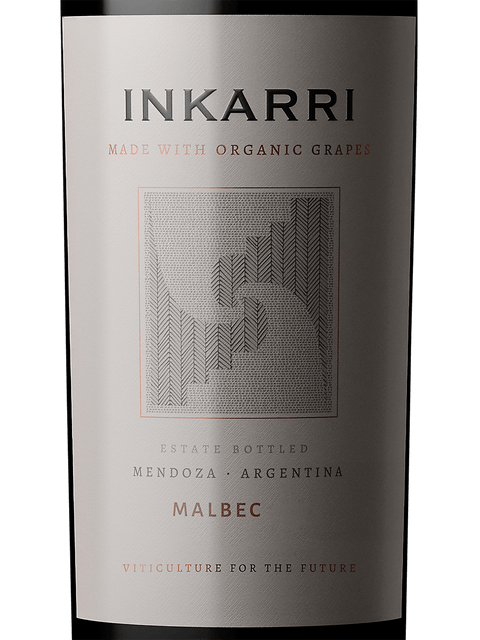 INKARRI
MADE WITH ORGANIC GRAPES
ESTATE BOTTLED
MENDOZA · ARGENTINA
MALBEC
VITICULTURE FOR THE FUTURE